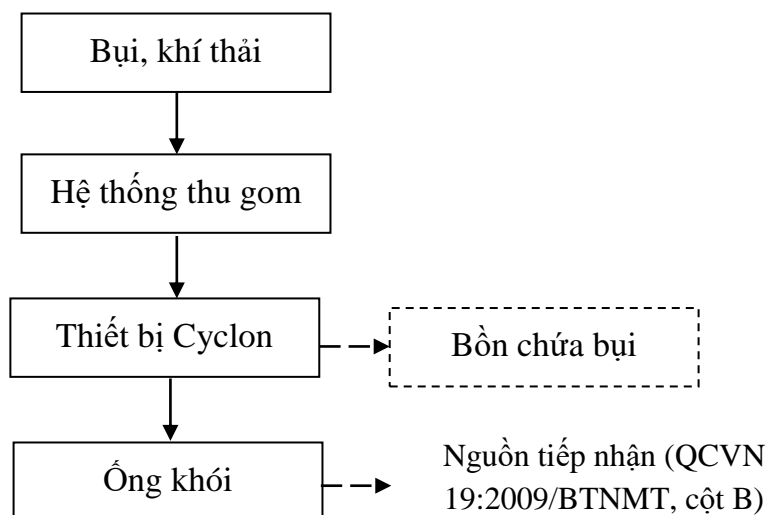 Bụi, khí thải
Hệ thống thu gom
Thiết bị Cyclon
Bồn chứa bụi
Ống khói
Nguồn tiếp nhận (QCVN
19:2009/BTNMT, cột B)